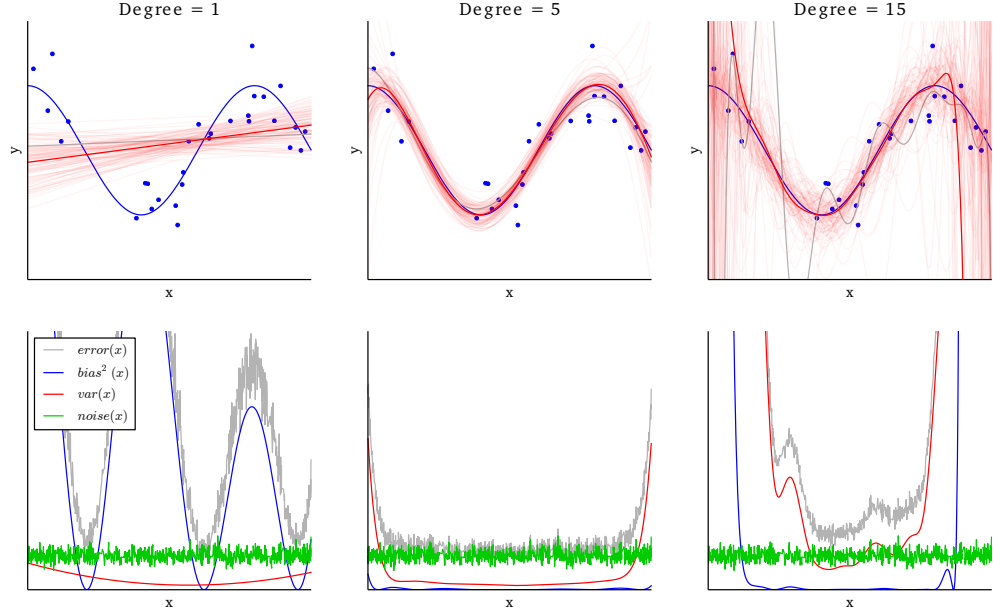 Degree = 1
Degree = 5
Degree = 15
y
y
y
x
x
x
error(x)
bias² (x)
var(x)
noise(x)
x
x
x